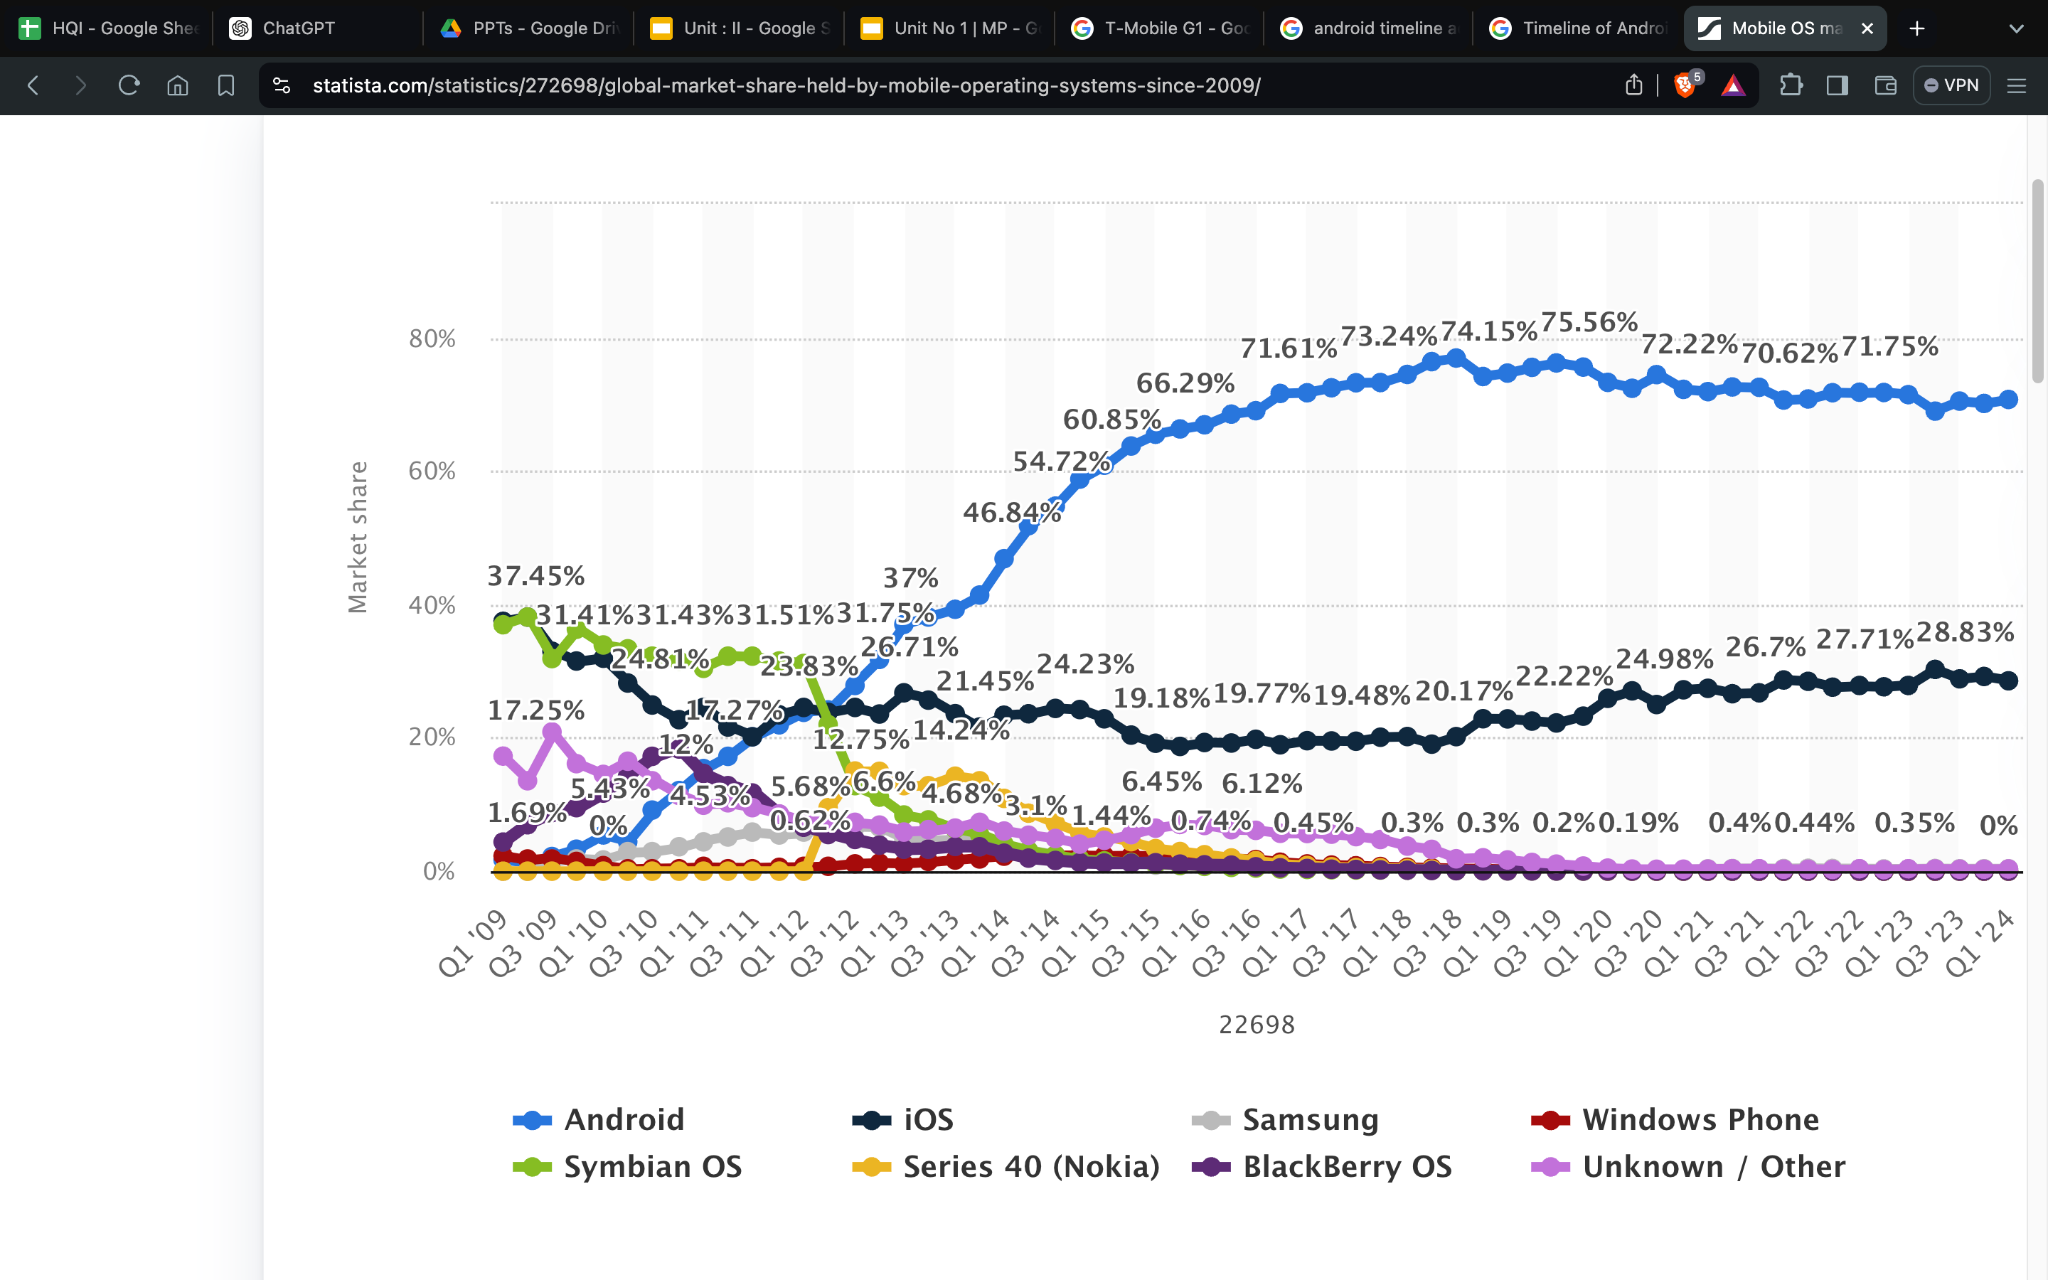 HQI - Google Shee
ChatGPT
PPTs - Google Driv
Unit : II - Google S
Unit No 1 | MP - G
T-Mobile G1 - Goo
android timeline a
Timeline of Androi
Mobile OS ma
statista.com/statistics/272698/global-market-share-held-by-mobile-operating-systems-since-2009/
5
VPN
Market share
80%
60%
40%
20%
0%
71.61% 73.24% 74.15% 75.56% 72.22% 70.62% 71.75%
66.29%
60.85%
54.72%
46.84%
37.45% 37%
31.41% 31.43% 31.51% 31.75%
24.81% 23.83% 26.71% 21.45% 24.23% 19.18% 19.77% 19.48% 20.17% 22.22% 24.98% 26.7% 27.71% 28.83%
17.25% 17.27%
12% 12.75% 14.24%
5.43% 4.53% 5.68% 6.6% 4.68% 3.1% 6.45% 6.12%
1.69% 0% 0.62% 1.44% 0.74% 0.45% 0.3% 0.3% 0.2% 0.19% 0.4% 0.44% 0.35% 0%
Q1 '09 Q3 '09 Q1 '10 Q3 '10 Q1 '11 Q3 '11 Q1 '12 Q3 '12 Q1 '13 Q3 '13 Q1 '14 Q3 '14 Q1 '15 Q3 '15 Q1 '16 Q3 '16 Q1 '17 Q3 '17 Q1 '18 Q3 '18 Q1 '19 Q3 '19 Q1 '20 Q3 '20 Q1 '21 Q3 '21 Q1 '22 Q3 '22 Q1 '23 Q3 '23 Q1 '24
22698
Android iOS Samsung Windows Phone
Symbian OS Series 40 (Nokia) BlackBerry OS Unknown / Other